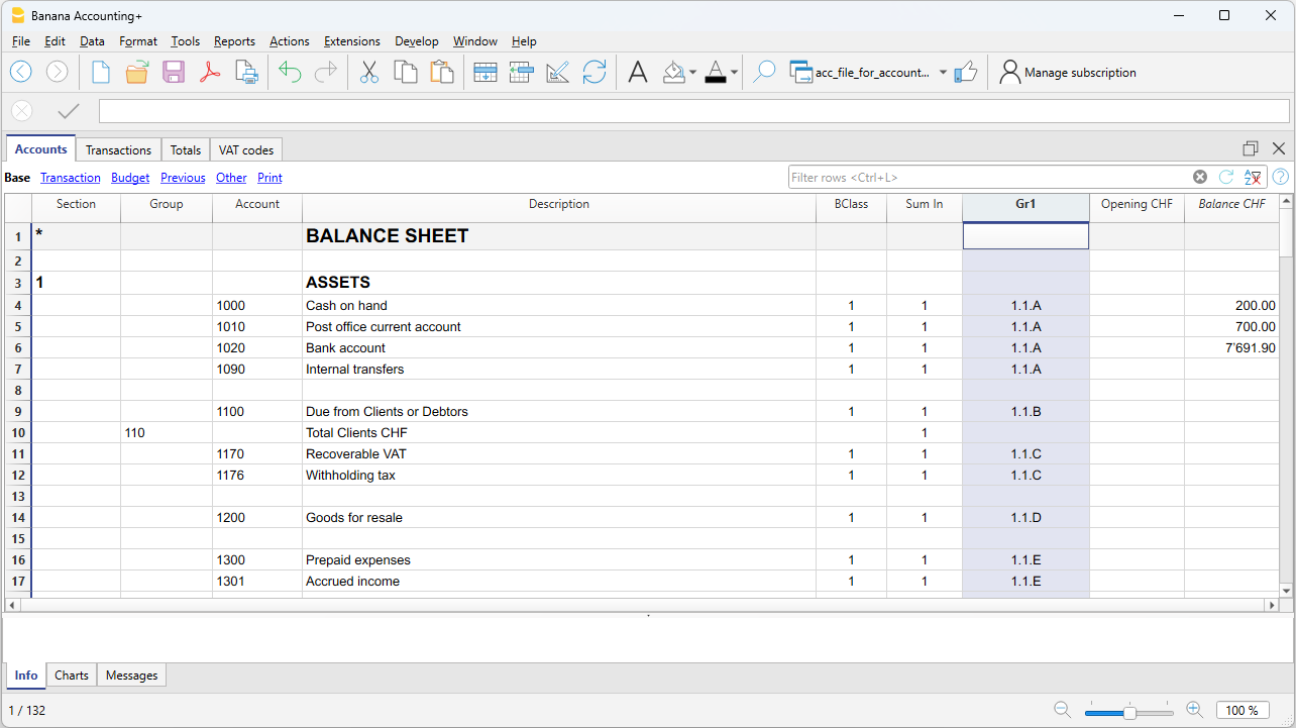 Banana Accounting+
File Edit Data Format Tools Reports Actions Extensions Develop Window Help
acc_file_for_account... Manage subscription
Accounts Transactions Totals VAT codes
Base Transaction Budget Previous Other Print Filter rows <Ctrl+L>
Section Group Account Description BClass Sum In Gr1 Opening CHF Balance CHF
1 * BALANCE SHEET
2
3 1 ASSETS
4 1000 Cash on hand 1 1 1.1.A 200.00
5 1010 Post office current account 1 1 1.1.A 700.00
6 1020 Bank account 1 1 1.1.A 7'691.90
7 1090 Internal transfers 1 1 1.1.A
8
9 1100 Due from Clients or Debtors 1 1 1.1.B
10 110 Total Clients CHF 1
11 1170 Recoverable VAT 1 1 1.1.C
12 1176 Withholding tax 1 1 1.1.C
13
14 1200 Goods for resale 1 1 1.1.D
15
16 1300 Prepaid expenses 1 1 1.1.E
17 1301 Accrued income 1 1 1.1.E
Info Charts Messages
1 / 132 100 %